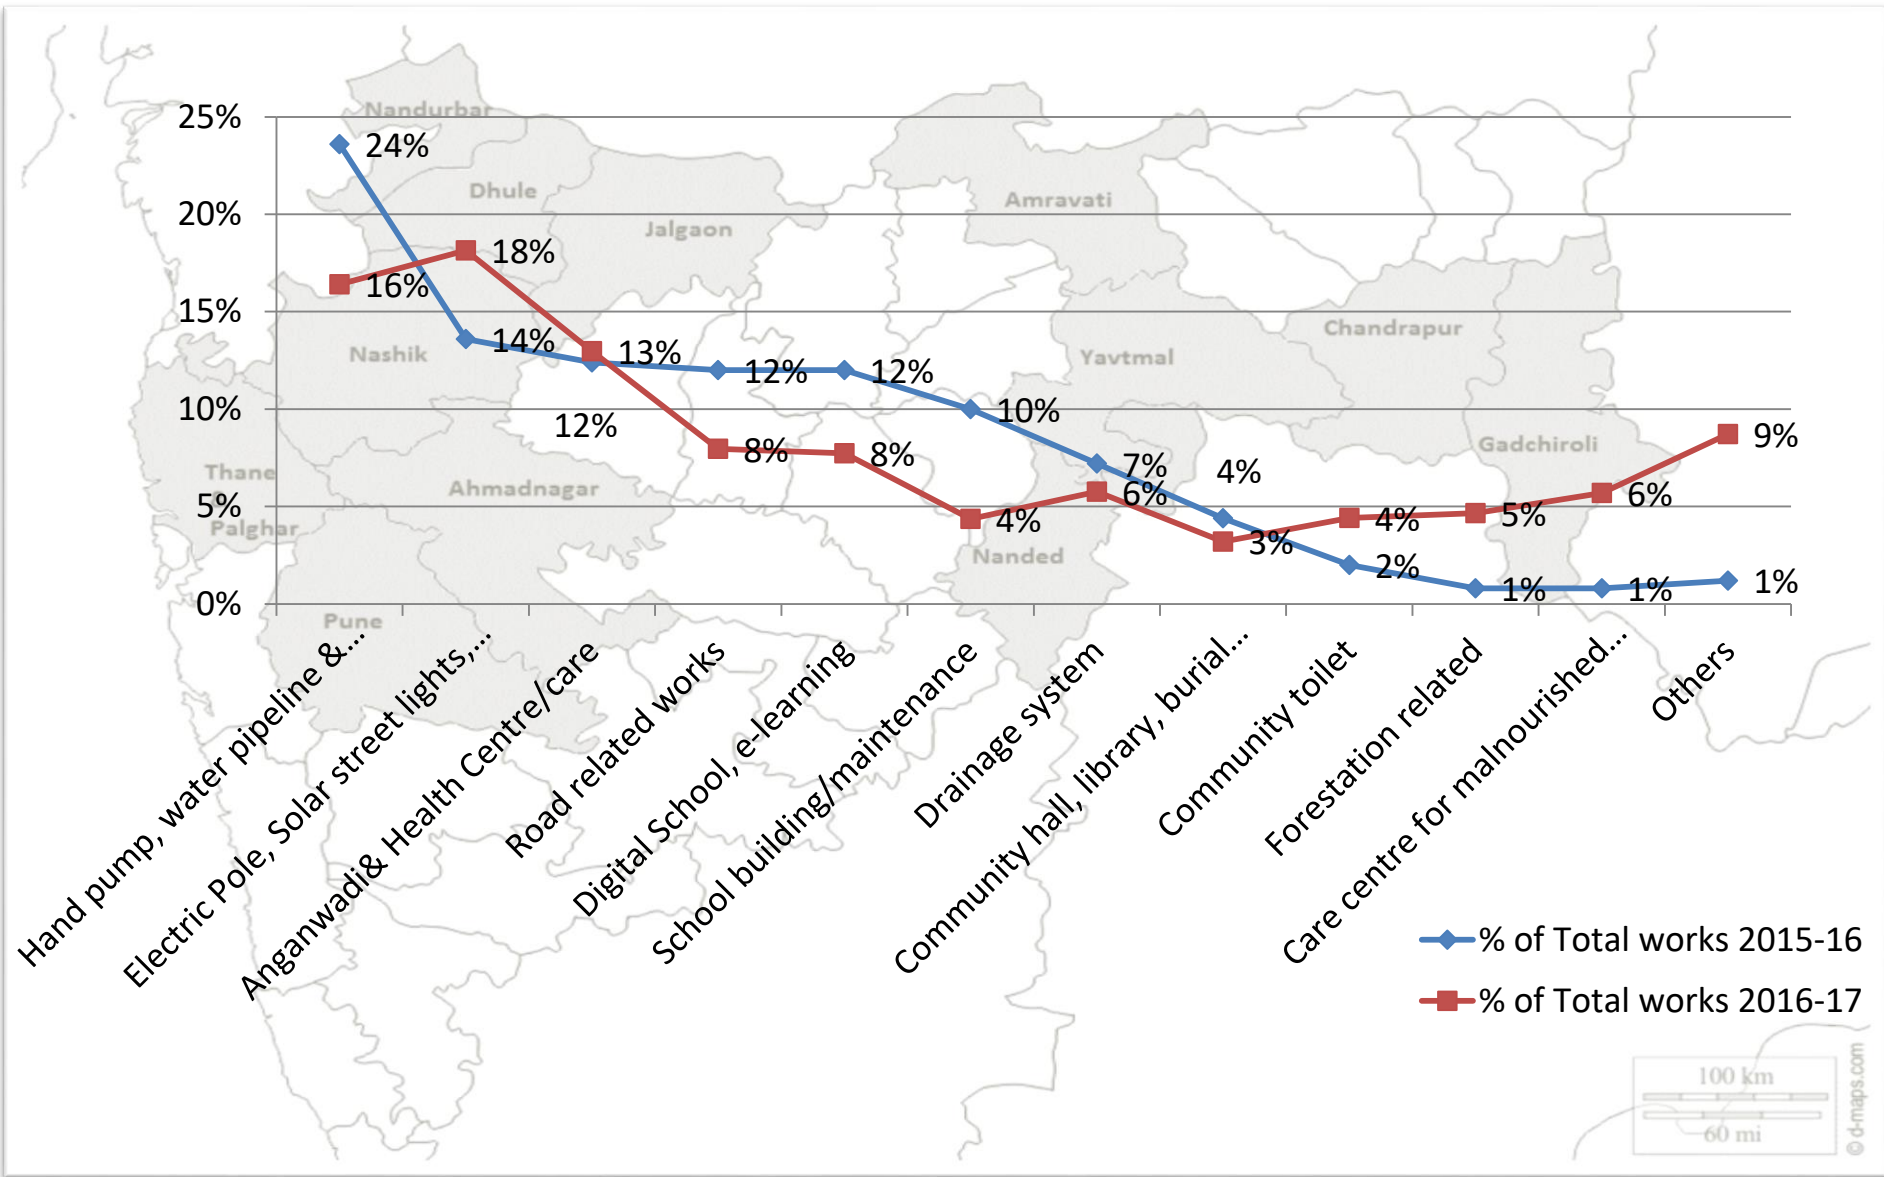 Nandurbar
25%
24%
Dhule
20%
Amravati
Jalgaon
18%
16%
15%
Chandrapur
14%
13%
Nashik
Yavtmal
12%
12%
10%
10%
12%
9%
Gadchiroli
8%
8%
7%
4%
Thane
&
Ahmadnagar
6%
6%
5%
4%
4%
5%
Palghar
3%
Nanded
2%
1%
1%
1%
0%
Pune
Hand pump, water pipeline &...
Electric Pole, Solar street lights,...
Anganwadi& Health Centre/care
Road related works
Digital School, e-learning
School building/maintenance
Drainage system
Community hall, library, burial...
Community toilet
Forestation related
Care centre for malnourished...
Others
% of Total works 2015-16
% of Total works 2016-17
100 km
60 mi
© d-maps.com